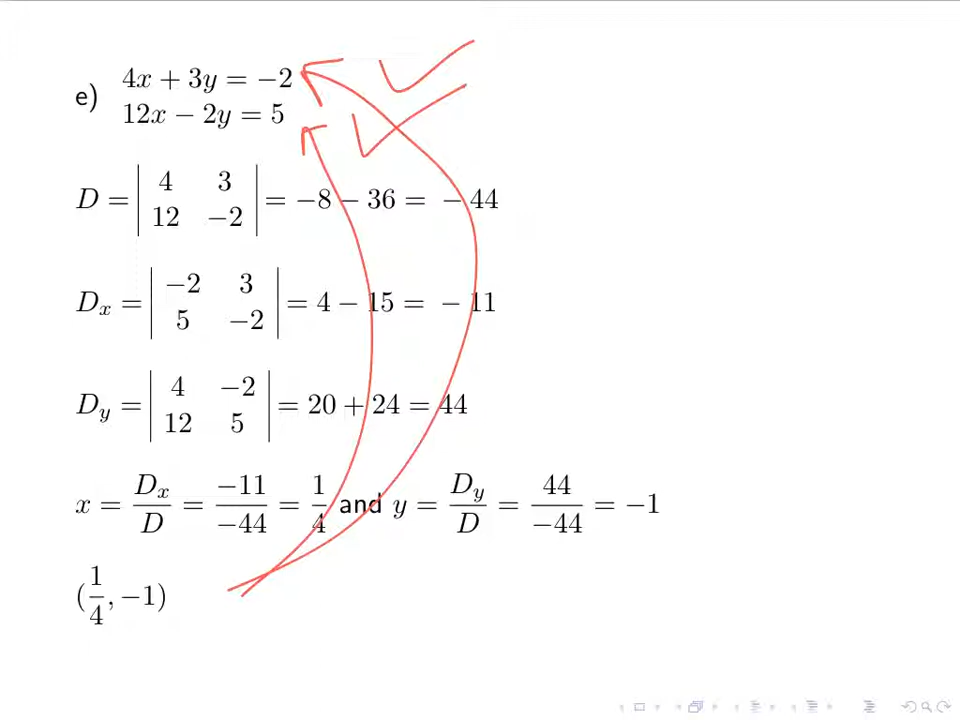 e) 4x + 3y = −2
12x − 2y = 5
D = | 4 3 | = −8 − 36 = − 44
| 12 −2 |
Dx = | −2 3 | = 4 − 15 = − 11
| 5 −2 |
Dy = | 4 −2 | = 20 + 24 = 44
| 12 5 |
x = Dx/D = −11/−44 = 1/4 and y = Dy/D = 44/−44 = −1
(1/4, −1)